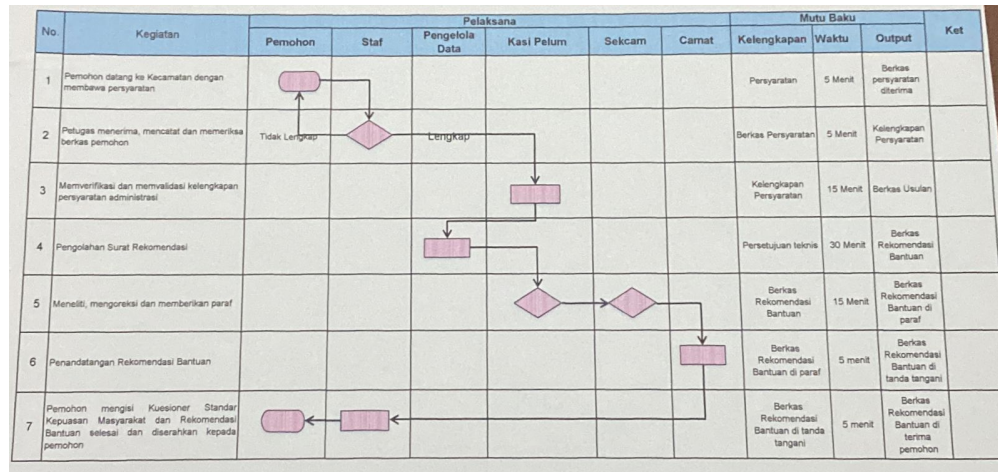 Pelaksana
Mutu Baku
No.
Kegiatan
Pemohon
Staf
Pengelola
Data
Kasi Pelum
Sekcam
Camat
Kelengkapan
Waktu
Output
Ket
1
Pemohon datang ke Kecamatan dengan
membawa persyaratan
Persyaratan
5 Menit
Berkas
persyaratan
diterima
2
Petugas menerima, mencatat dan memeriksa
berkas pemohon
Tidak Lengkap
Lengkap
Berkas Persyaratan
5 Menit
Kelengkapan
Persyaratan
3
Memverifikasi dan memvalidasi kelengkapan
persyaratan administrasi
Kelengkapan
Persyaratan
15 Menit
Berkas Usulan
4
Pengolahan Surat Rekomendasi
Persetujuan teknis
30 Menit
Berkas
Rekomendasi
Bantuan
5
Meneliti, mengoreksi dan memberikan paraf
Berkas
Rekomendasi
Bantuan
15 Menit
Berkas
Rekomendasi
Bantuan di
paraf
6
Penandatangan Rekomendasi Bantuan
Berkas
Rekomendasi
Bantuan di paraf
5 menit
Berkas
Rekomendasi
Bantuan di
tanda tangani
7
Pemohon mengisi Kuesioner Standar
Kepuasan Masyarakat dan Rekomendasi
Bantuan selesai dan diserahkan kepada
pemohon
Berkas
Rekomendasi
Bantuan di tanda
tangani
5 menit
Berkas
Rekomendasi
Bantuan di
terima
pemohon